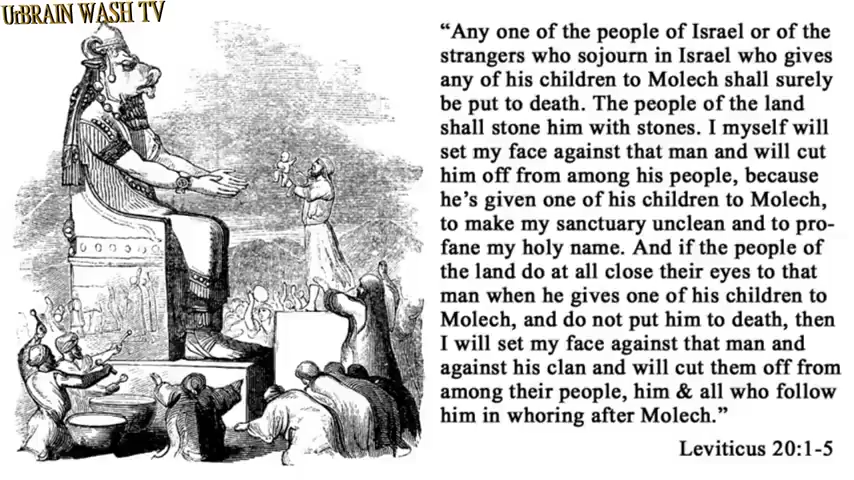 UrBRAIN WASH TV
“Any one of the people of Israel or of the
strangers who sojourn in Israel who gives
any of his children to Molech shall surely
be put to death. The people of the land
shall stone him with stones. I myself will
set my face against that man and will cut
him off from among his people, because
he’s given one of his children to Molech,
to make my sanctuary unclean and to pro-
fane my holy name. And if the people of
the land do at all close their eyes to that
man when he gives one of his children to
Molech, and do not put him to death, then
I will set my face against that man and
against his clan and will cut them off from
among their people, him & all who follow
him in whoring after Molech.”
Leviticus 20:1-5